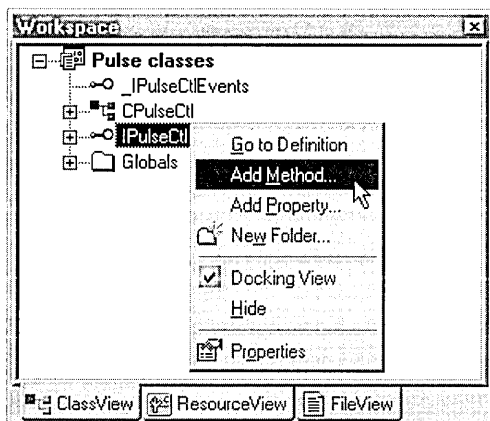 Workspace
Pulse classes
_IPulseCtlEvents
CPulseCtl
IPulseCtl
Globals
Go to Definition
Add Method...
Add Property...
New Folder...
Docking View
Hide
Properties
ClassView
ResourceView
FileView